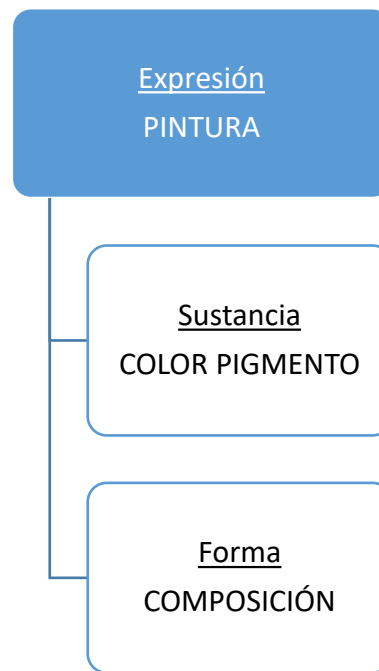 Expresión
PINTURA
Sustancia
COLOR PIGMENTO
Forma
COMPOSICIÓN